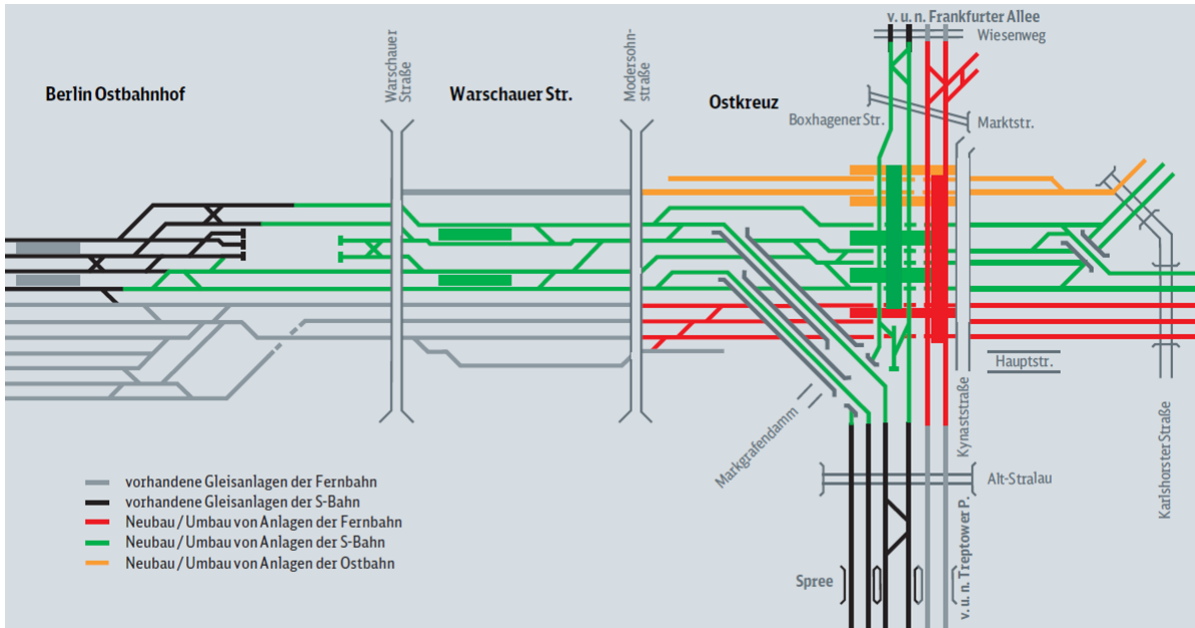 v. u. n. Frankfurter Allee
Wiesenweg
Berlin Ostbahnhof
Warschauer
Straße
Warschauer Str.
Modersohn-
straße
Ostkreuz
Boxhagener Str.
Marktstr.
Hauptstr.
Markgrafendamm
Kynaststraße
Karlshorster Straße
Alt-Stralau
vorhandene Gleisanlagen der Fernbahn
vorhandene Gleisanlagen der S-Bahn
Neubau / Umbau von Anlagen der Fernbahn
Neubau / Umbau von Anlagen der S-Bahn
Neubau / Umbau von Anlagen der Ostbahn
Spree
v. u. n. Treptower P.